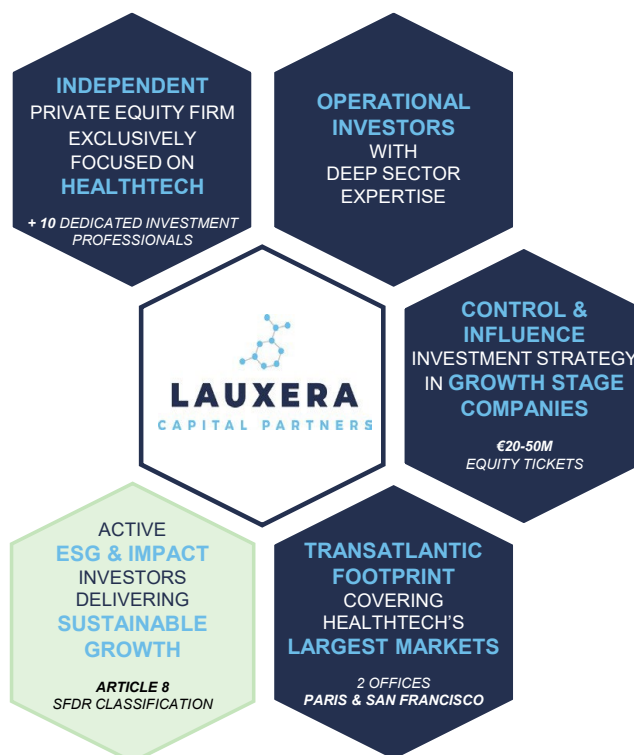 INDEPENDENT
PRIVATE EQUITY FIRM
EXCLUSIVELY
FOCUSED ON
HEALTHTECH
+ 10 DEDICATED INVESTMENT
PROFESSIONALS
OPERATIONAL
INVESTORS
WITH
DEEP SECTOR
EXPERTISE
LAUXERA
CAPITAL PARTNERS
CONTROL &
INFLUENCE
INVESTMENT STRATEGY
IN GROWTH STAGE
COMPANIES
€20-50M
EQUITY TICKETS
ACTIVE
ESG & IMPACT
INVESTORS
DELIVERING
SUSTAINABLE
GROWTH
ARTICLE 8
SFDR CLASSIFICATION
TRANSATLANTIC
FOOTPRINT
COVERING
HEALTHTECH'S
LARGEST MARKETS
2 OFFICES
PARIS & SAN FRANCISCO